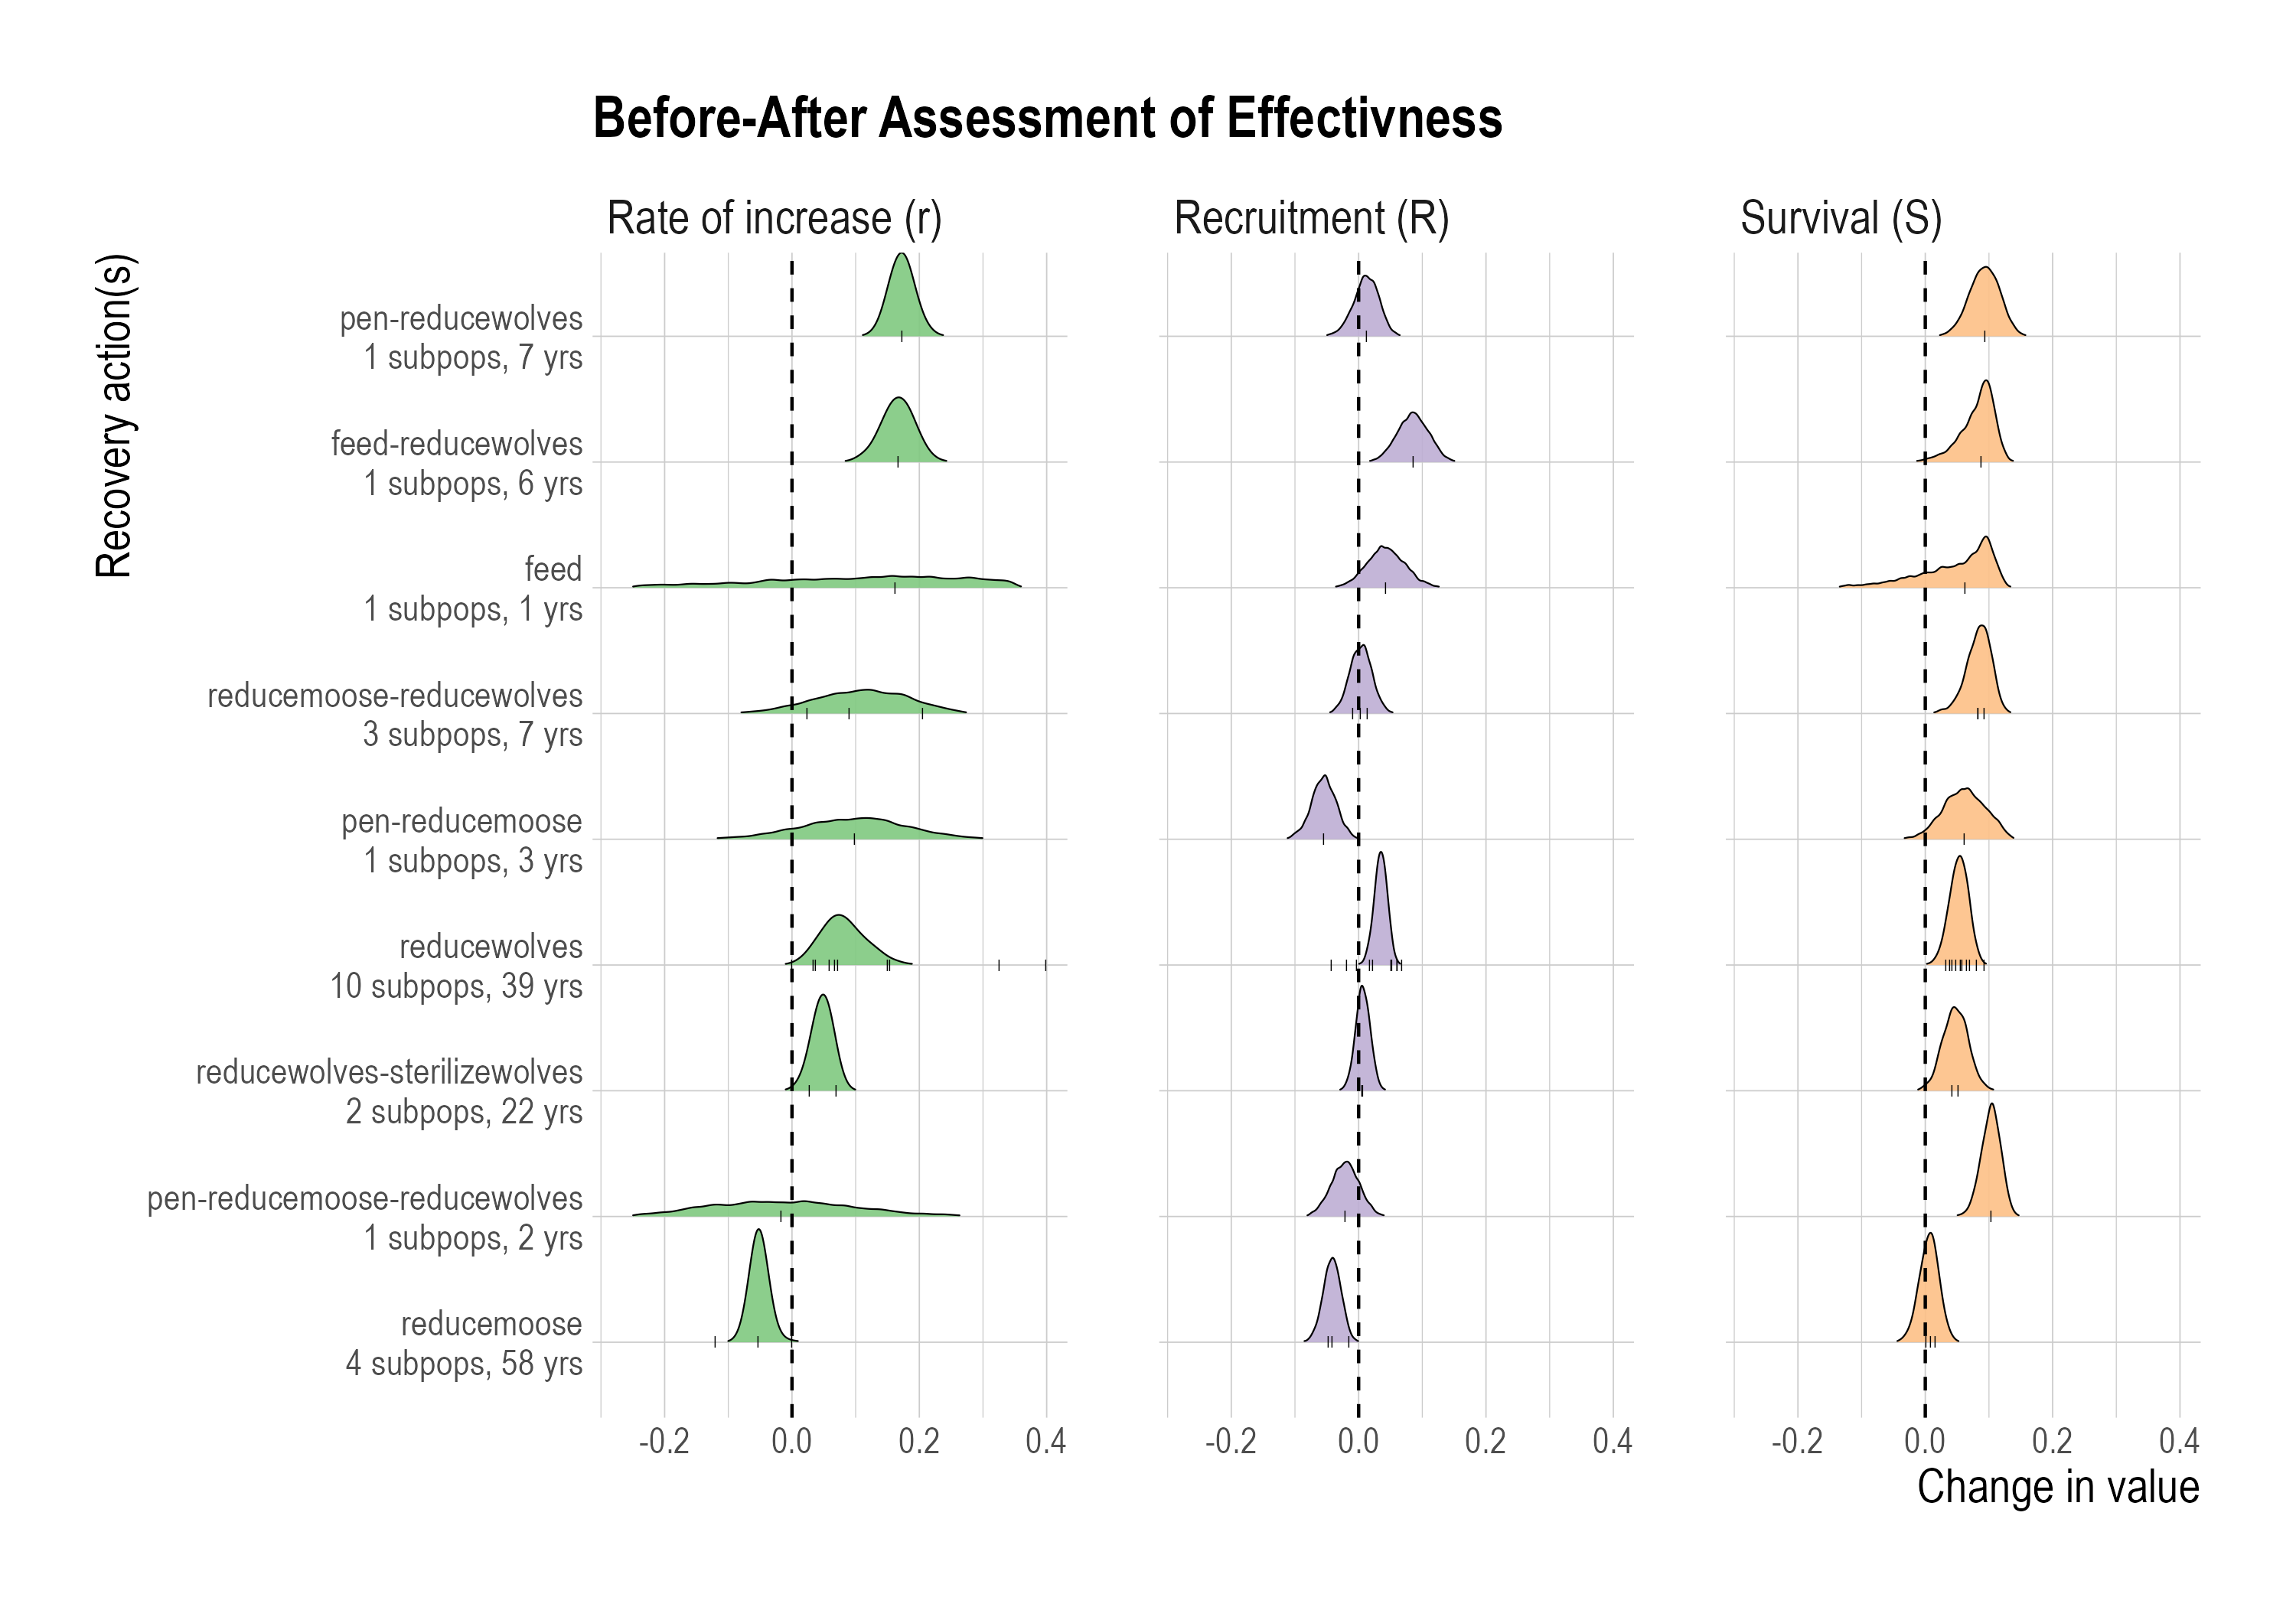 Before-After Assessment of Effectivness
Rate of increase (r)
Recruitment (R)
Survival (S)
Recovery action(s)
pen-reducewolves
1 subpops, 7 yrs
feed-reducewolves
1 subpops, 6 yrs
feed
1 subpops, 1 yrs
reducemoose-reducewolves
3 subpops, 7 yrs
pen-reducemoose
1 subpops, 3 yrs
reducewolves
10 subpops, 39 yrs
reducewolves-sterilizewolves
2 subpops, 22 yrs
pen-reducemoose-reducewolves
1 subpops, 2 yrs
reducemoose
4 subpops, 58 yrs
-0.2 0.0 0.2 0.4
-0.2 0.0 0.2 0.4
-0.2 0.0 0.2 0.4
Change in value